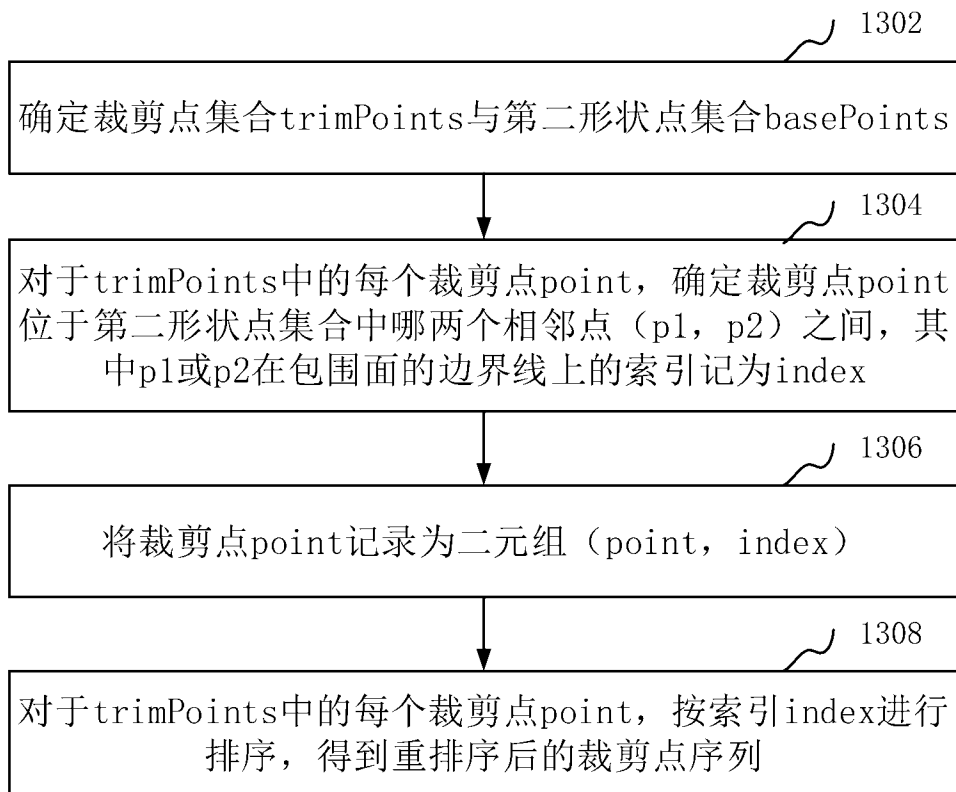 1302
确定裁剪点集合trimPoints与第二形状点集合basePoints
1304
对于trimPoints中的每个裁剪点point，确定裁剪点point
位于第二形状点集合中哪两个相邻点（p1，p2）之间，其
中p1或p2在包围面的边界线上的索引记为index
1306
将裁剪点point记录为二元组（point，index）
1308
对于trimPoints中的每个裁剪点point，按索引index进行
排序，得到重排序后的裁剪点序列